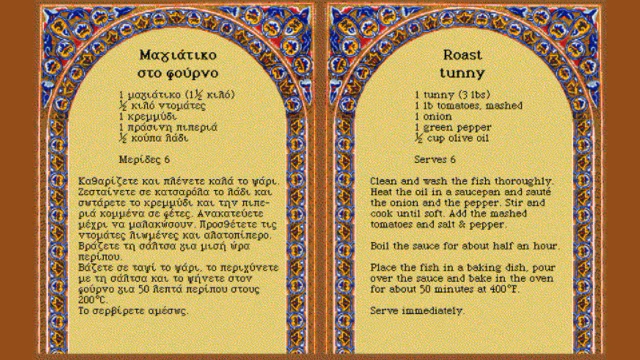 Μαγιάτικο
στο φούρνο
1 μαγιάτικο (1½ κιλό)
½ κιλό ντομάτες
1 κρεμμύδι
1 πράσινη πιπεριά
½ κούπα λάδι
Μερίδες 6
Καθαρίζετε και πλένετε καλά το ψάρι.
Ζεσταίνετε σε κατσαρόλα το λάδι και
σωτάρετε το κρεμμύδι και την πιπε-
ριά κομμένα σε φέτες. Ανακατεύετε
μέχρι να μαλακώσουν. Προσθέτετε τις
ντομάτες λιωμένες και αλατοπίπερο.
Βράζετε τη σάλτσα για μισή ώρα
περίπου.
Βάζετε σε ταψί το ψάρι, το περιχύνετε
με τη σάλτσα και το ψήνετε στον
φούρνο για 50 λεπτά περίπου στους
200°C.
Το σερβίρετε αμέσως.
Roast
tunny
1 tunny (3 lbs)
1 lb tomatoes, mashed
1 onion
1 green pepper
½ cup olive oil
Serves 6
Clean and wash the fish thoroughly.
Heat the oil in a saucepan and sauté
the onion and the pepper. Stir and
cook until soft. Add the mashed
tomatoes and salt & pepper.
Boil the sauce for about half an hour.
Place the fish in a baking dish, pour
over the sauce and bake in the oven
for about 50 minutes at 400°F.
Serve immediately.